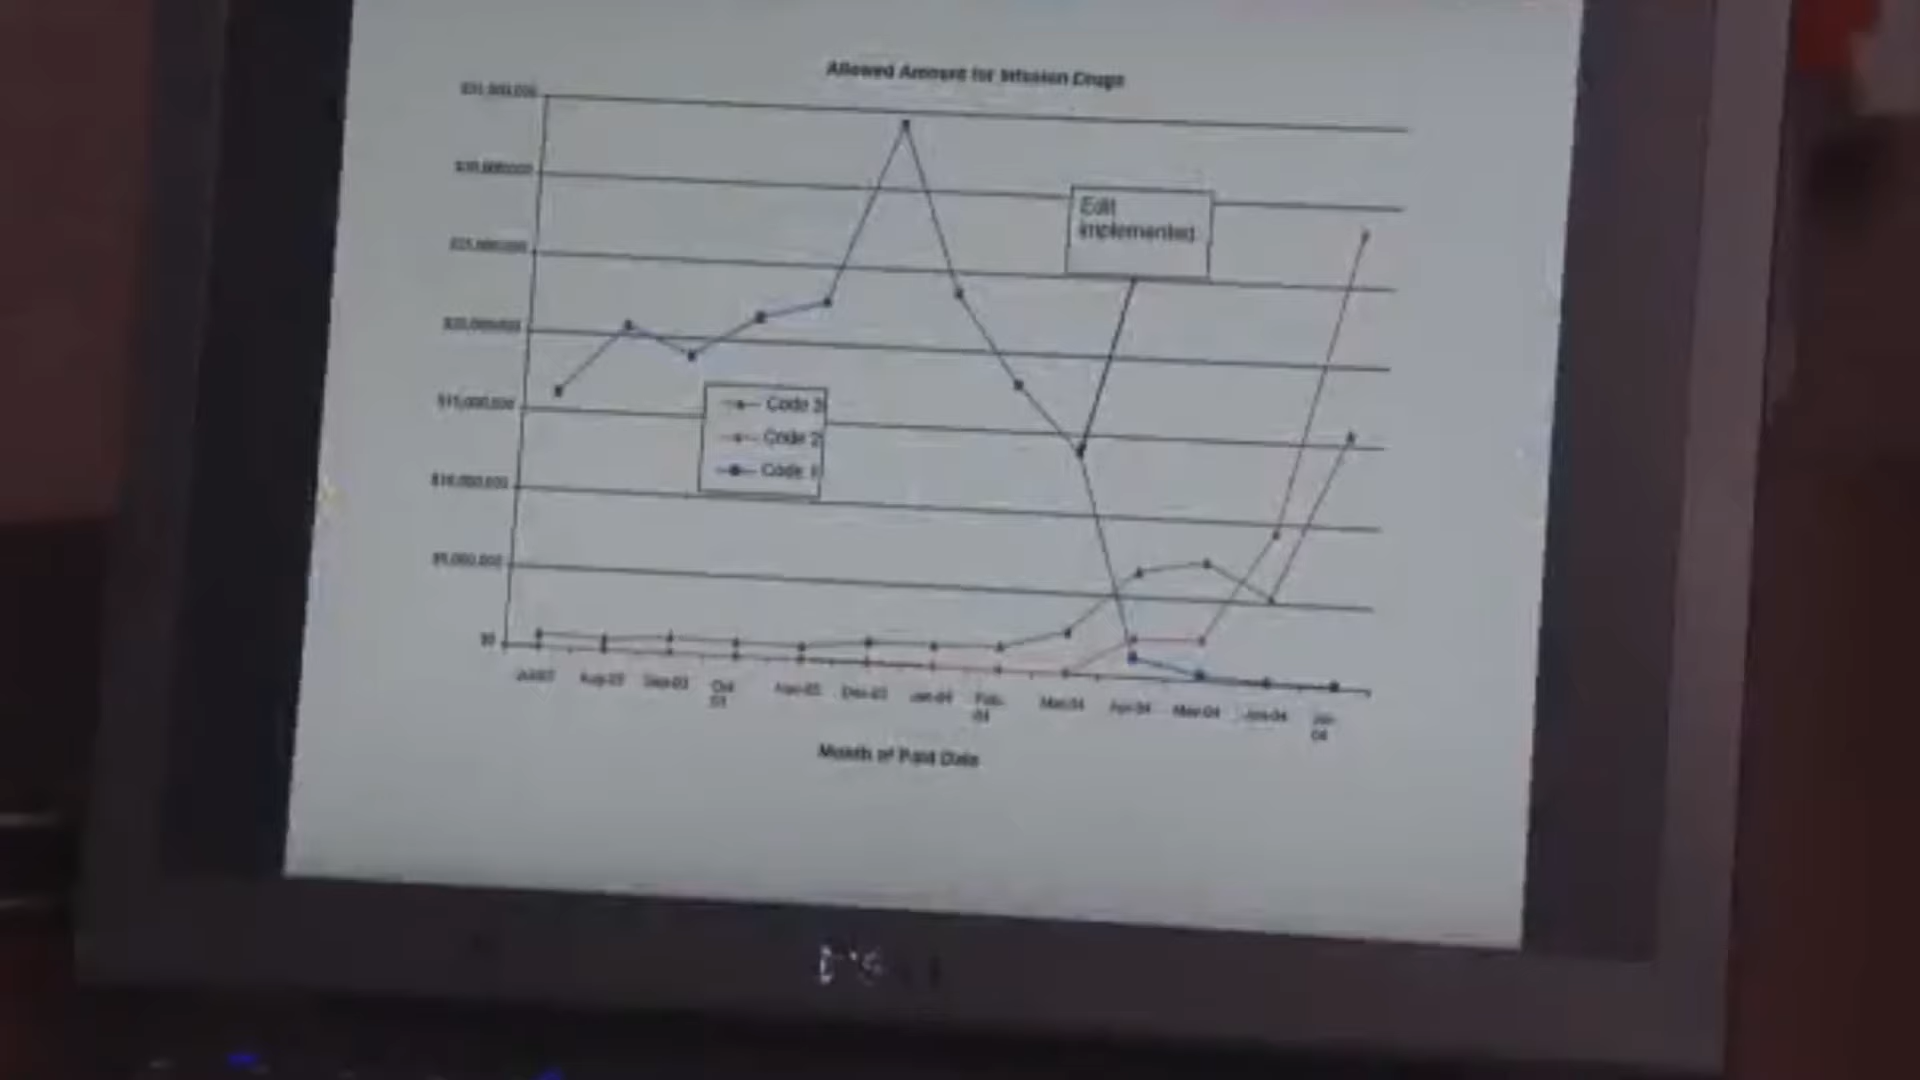 Allowed Amount for Infusion Drugs
$30,000,000
$25,000,000
$20,000,000
$15,000,000
$10,000,000
$5,000,000
$0
Edit
implemented
Code 3
Code 2
Code 1
Jul-03
Aug-03
Sep-03
Oct-
03
Nov-03
Dec-03
Jan-04
Feb-
04
Mar-04
Apr-04
May-04
Jun-04
Jul-
04
Month of Paid Date
DELL